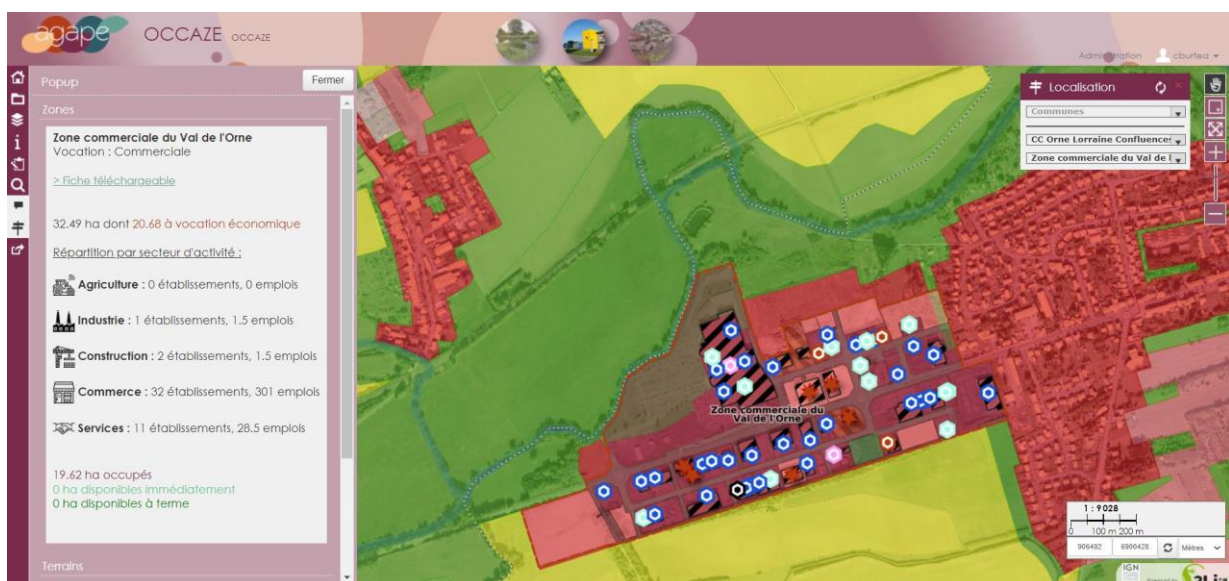 agape
OCCAZE OCCAZE
Administration cburtea
Popup
Fermer
Zones
Zone commerciale du Val de l'Orne
Vocation : Commerciale
> Fiche téléchargeable
32.49 ha dont 20.68 à vocation économique
Répartition par secteur d'activité :
Agriculture : 0 établissements, 0 emplois
Industrie : 1 établissements, 1.5 emplois
Construction : 2 établissements, 1.5 emplois
Commerce : 32 établissements, 301 emplois
Services : 11 établissements, 28.5 emplois
19.62 ha occupés
0 ha disponibles immédiatement
0 ha disponibles à terme
Terrains
Localisation
Communes
CC Orne Lorraine Confluences
Zone commerciale du Val de l
Zone commerciale du
Val de l'Orne
1 : 9 028
0 100 m 200 m
906492 6900428 Mètres
IGN